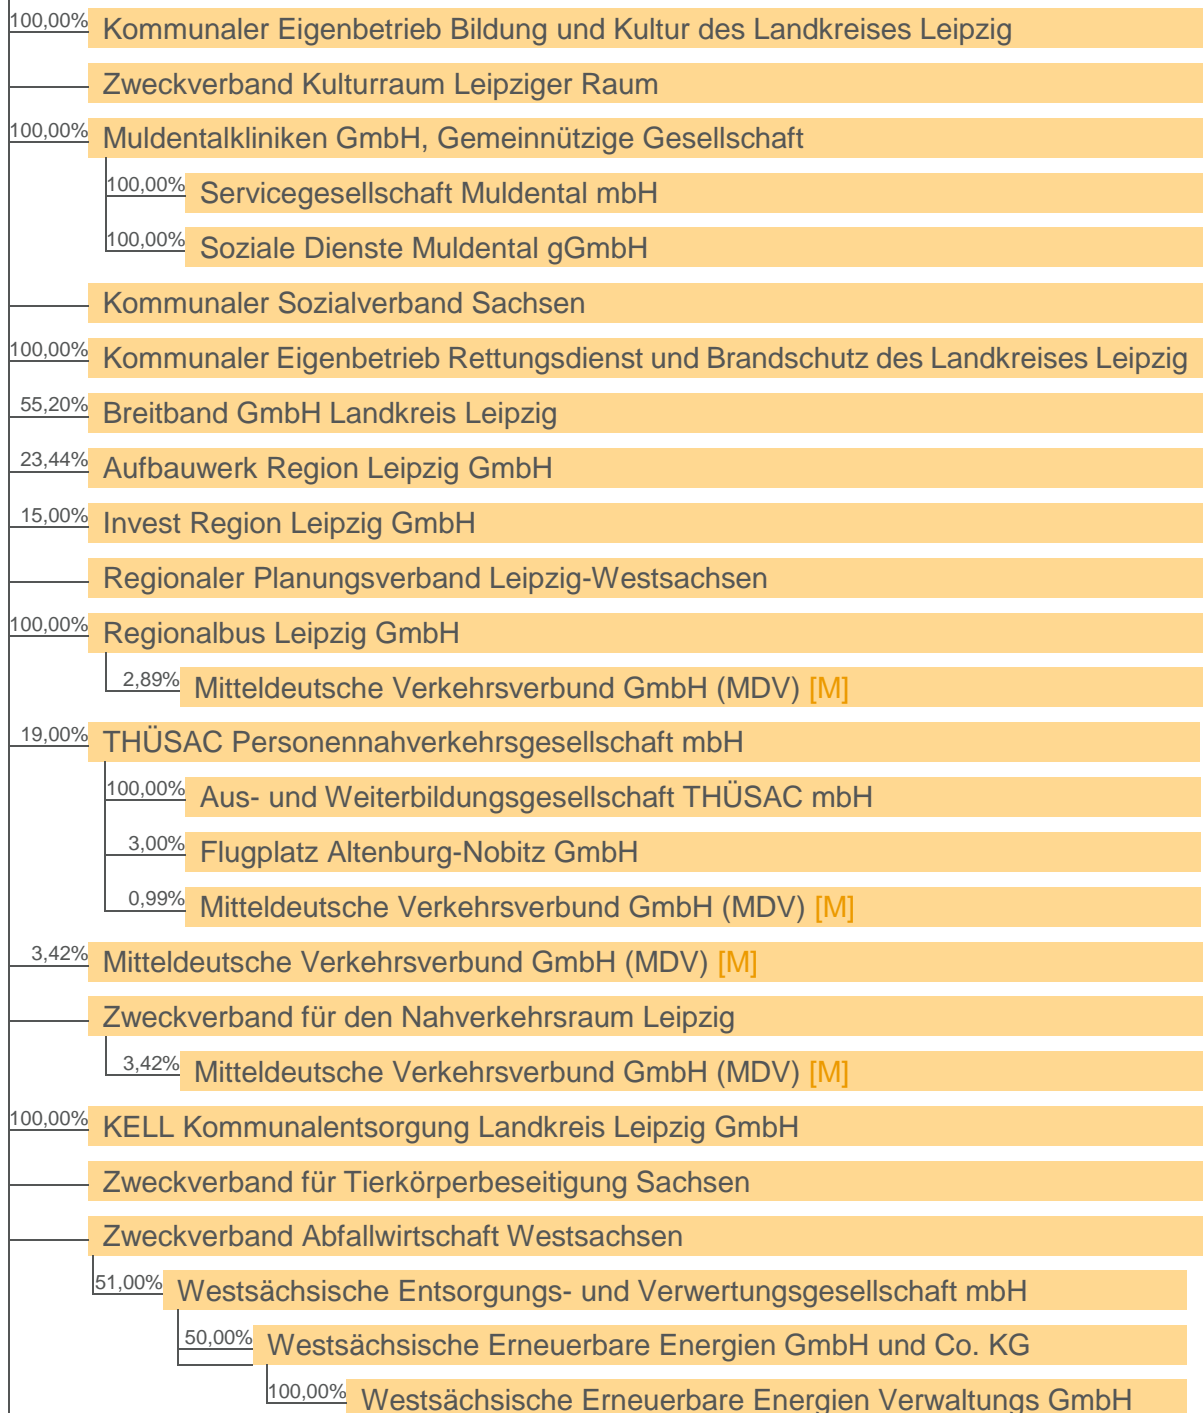 100,00% Kommunaler Eigenbetrieb Bildung und Kultur des Landkreises Leipzig
Zweckverband Kulturraum Leipziger Raum
100,00% Muldentalkliniken GmbH, Gemeinnützige Gesellschaft
100,00% Servicegesellschaft Muldental mbH
100,00% Soziale Dienste Muldental gGmbH
Kommunaler Sozialverband Sachsen
100,00% Kommunaler Eigenbetrieb Rettungsdienst und Brandschutz des Landkreises Leipzig
55,20% Breitband GmbH Landkreis Leipzig
23,44% Aufbauwerk Region Leipzig GmbH
15,00% Invest Region Leipzig GmbH
Regionaler Planungsverband Leipzig-Westsachsen
100,00% Regionalbus Leipzig GmbH
2,89% Mitteldeutsche Verkehrsverbund GmbH (MDV) [M]
19,00% THÜSAC Personennahverkehrsgesellschaft mbH
100,00% Aus- und Weiterbildungsgesellschaft THÜSAC mbH
3,00% Flugplatz Altenburg-Nobitz GmbH
0,99% Mitteldeutsche Verkehrsverbund GmbH (MDV) [M]
3,42% Mitteldeutsche Verkehrsverbund GmbH (MDV) [M]
Zweckverband für den Nahverkehrsraum Leipzig
3,42% Mitteldeutsche Verkehrsverbund GmbH (MDV) [M]
100,00% KELL Kommunalentsorgung Landkreis Leipzig GmbH
Zweckverband für Tierkörperbeseitigung Sachsen
Zweckverband Abfallwirtschaft Westsachsen
51,00% Westsächsische Entsorgungs- und Verwertungsgesellschaft mbH
50,00% Westsächsische Erneuerbare Energien GmbH und Co. KG
100,00% Westsächsische Erneuerbare Energien Verwaltungs GmbH